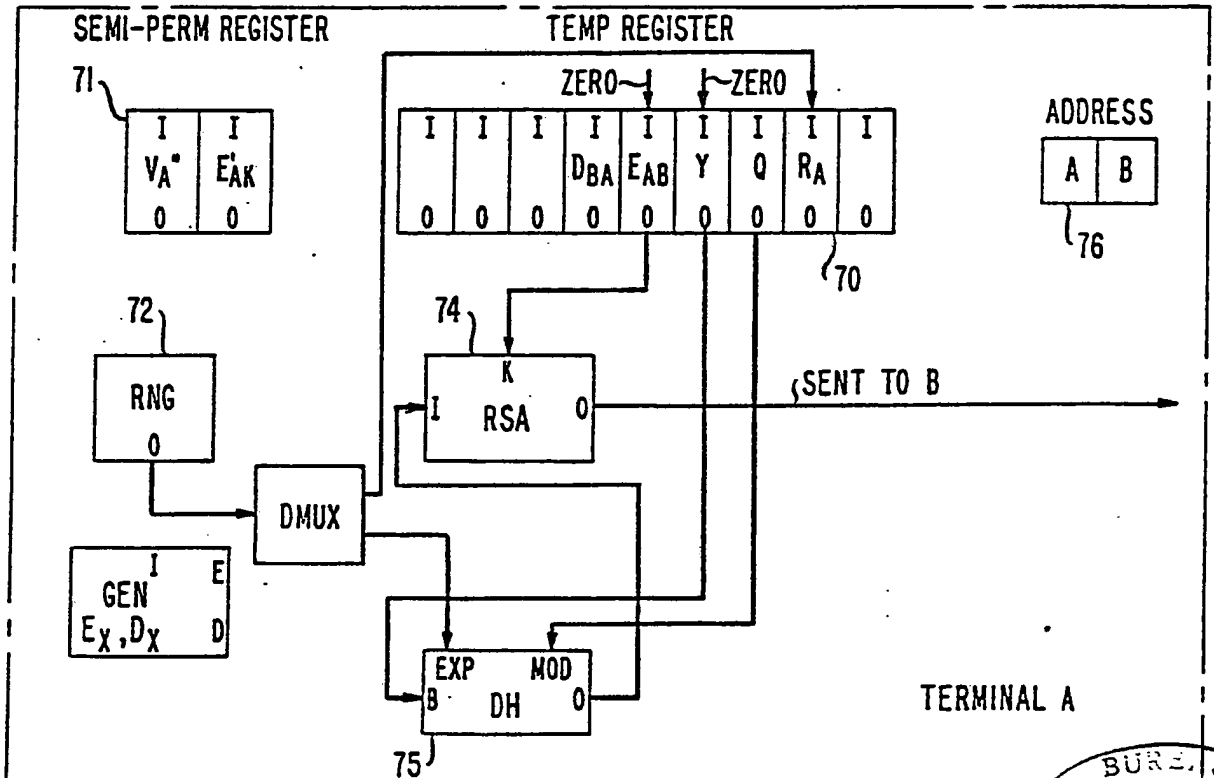 SEMI-PERM REGISTER
TEMP REGISTER
71
ZERO
ZERO
ADDRESS
I I
V_A" E'_AK
0 0
I I I I I I I I I
D_BA E_AB Y Q R_A
0 0 0 0 0 0 0 0 0
A B
76
70
72
74
RNG
0
K
I RSA 0
SENT TO B
DMUX
I E
GEN
E_X, D_X D
EXP MOD
B DH 0
75
TERMINAL A